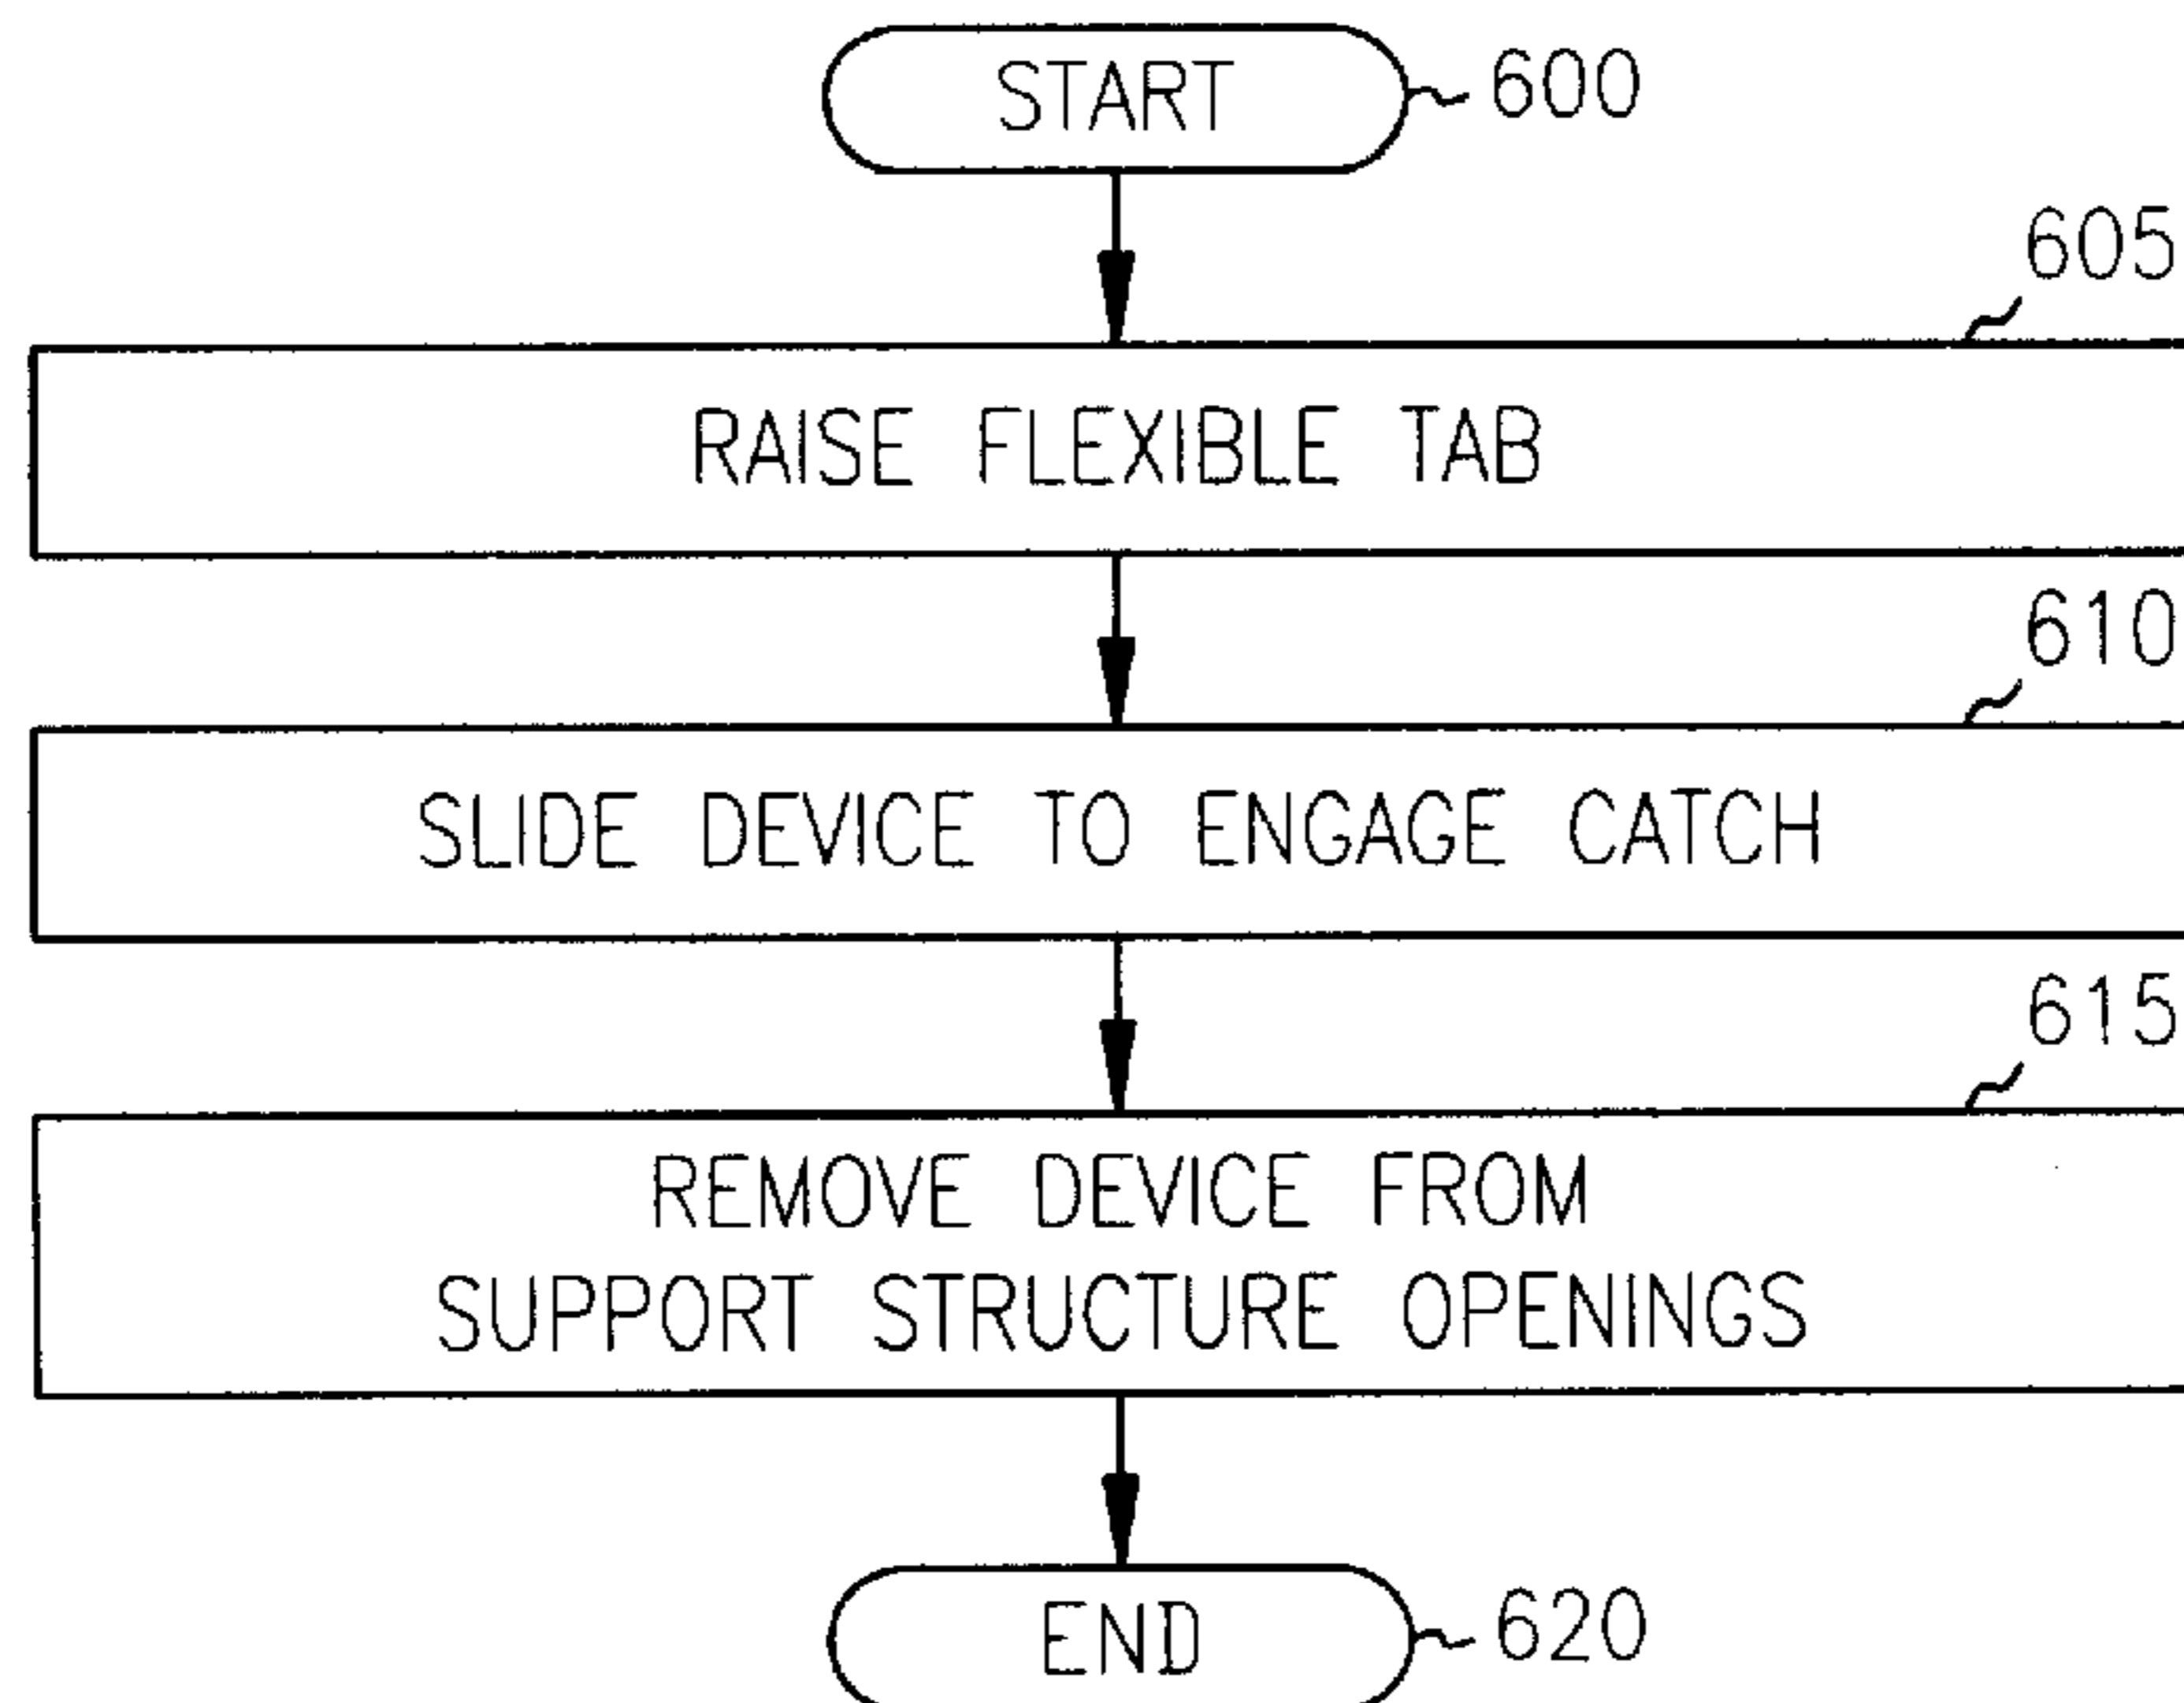 START 600
605
RAISE FLEXIBLE TAB
610
SLIDE DEVICE TO ENGAGE CATCH
615
REMOVE DEVICE FROM
SUPPORT STRUCTURE OPENINGS
END 620